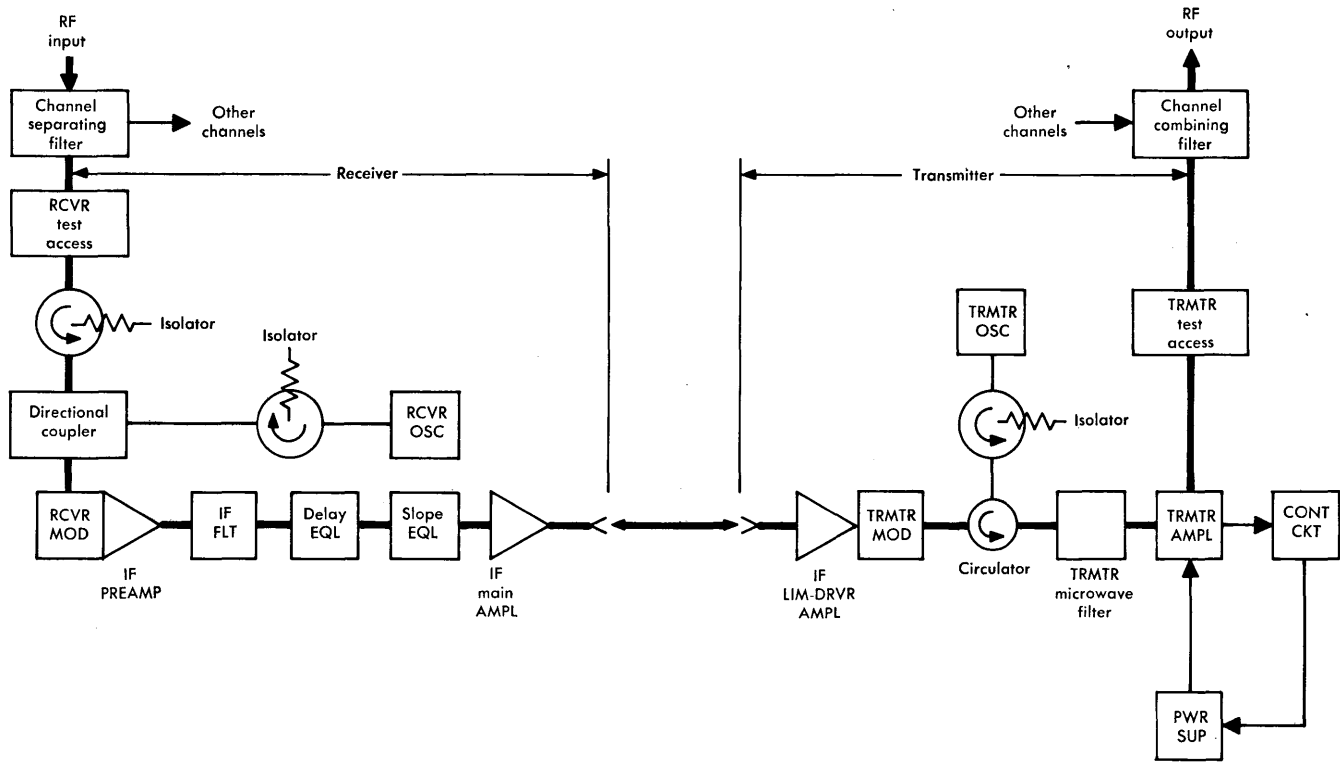 RF
input
Channel
separating
filter
Other
channels
Receiver
RCVR
test
access
Isolator
Isolator
Directional
coupler
RCVR
OSC
RCVR
MOD
IF
PREAMP
IF
FLT
Delay
EQL
Slope
EQL
IF
main
AMPL
RF
output
Other
channels
Channel
combining
filter
Transmitter
TRMTR
OSC
TRMTR
test
access
Isolator
IF
LIM-DRVR
AMPL
TRMTR
MOD
Circulator
TRMTR
microwave
filter
TRMTR
AMPL
CONT
CKT
PWR
SUP